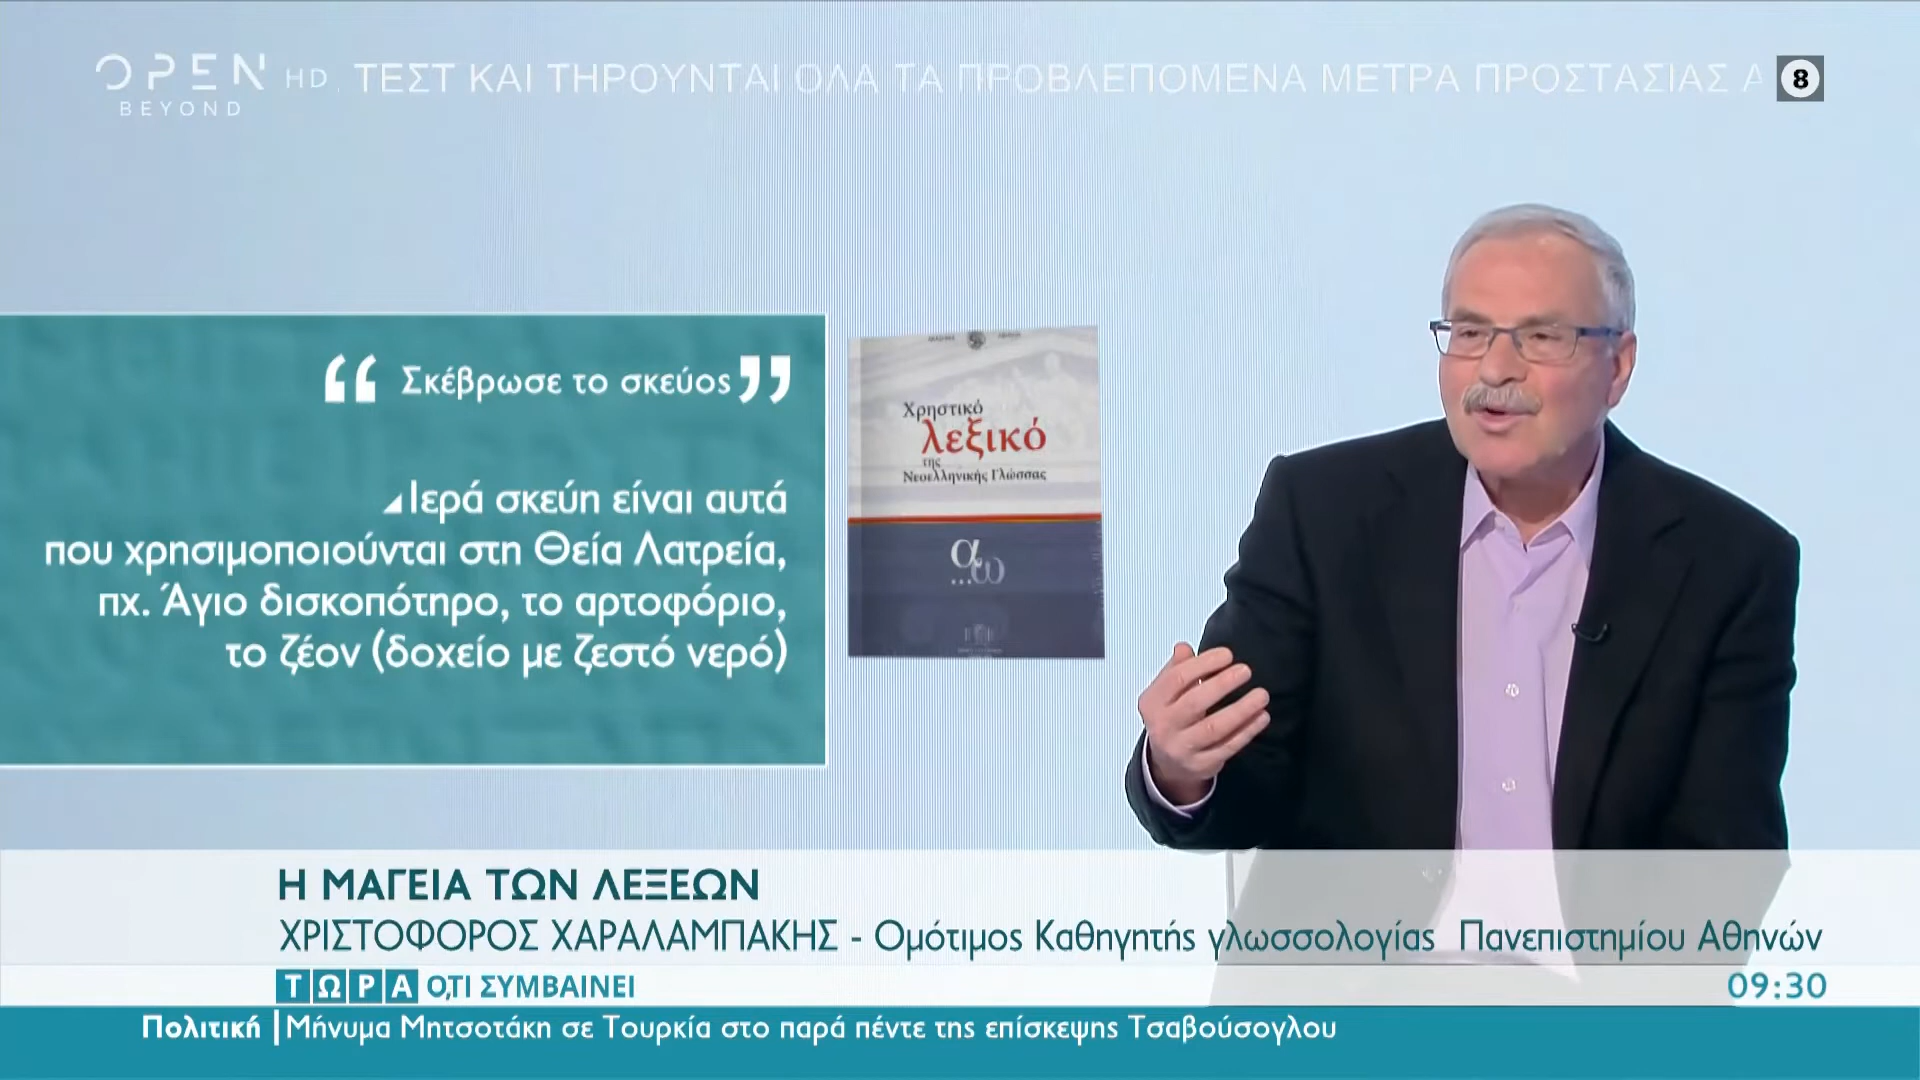 OPEN HD
BEYOND
ΤΕΣΤ ΚΑΙ ΤΗΡΟΥΝΤΑΙ ΟΛΑ ΤΑ ΠΡΟΒΛΕΠΟΜΕΝΑ ΜΕΤΡΑ ΠΡΟΣΤΑΣΙΑΣ
8
“ Σκέβρωσε το σκεύος ”
Ιερά σκεύη είναι αυτά
που χρησιμοποιούνται στη Θεία Λατρεία,
πχ. Άγιο δισκοπότηρο, το αρτοφόριο,
το ζέον (δοχείο με ζεστό νερό)
Χρηστικό
λεξικό
της
Νεοελληνικής Γλώσσας
α
...ω
Η ΜΑΓΕΙΑ ΤΩΝ ΛΕΞΕΩΝ
ΧΡΙΣΤΟΦΟΡΟΣ ΧΑΡΑΛΑΜΠΑΚΗΣ - Ομότιμος Καθηγητής γλωσσολογίας Πανεπιστημίου Αθηνών
ΤΩΡΑ Ο,ΤΙ ΣΥΜΒΑΙΝΕΙ
09:30
Πολιτική | Μήνυμα Μητσοτάκη σε Τουρκία στο παρά πέντε της επίσκεψης Τσαβούσογλου